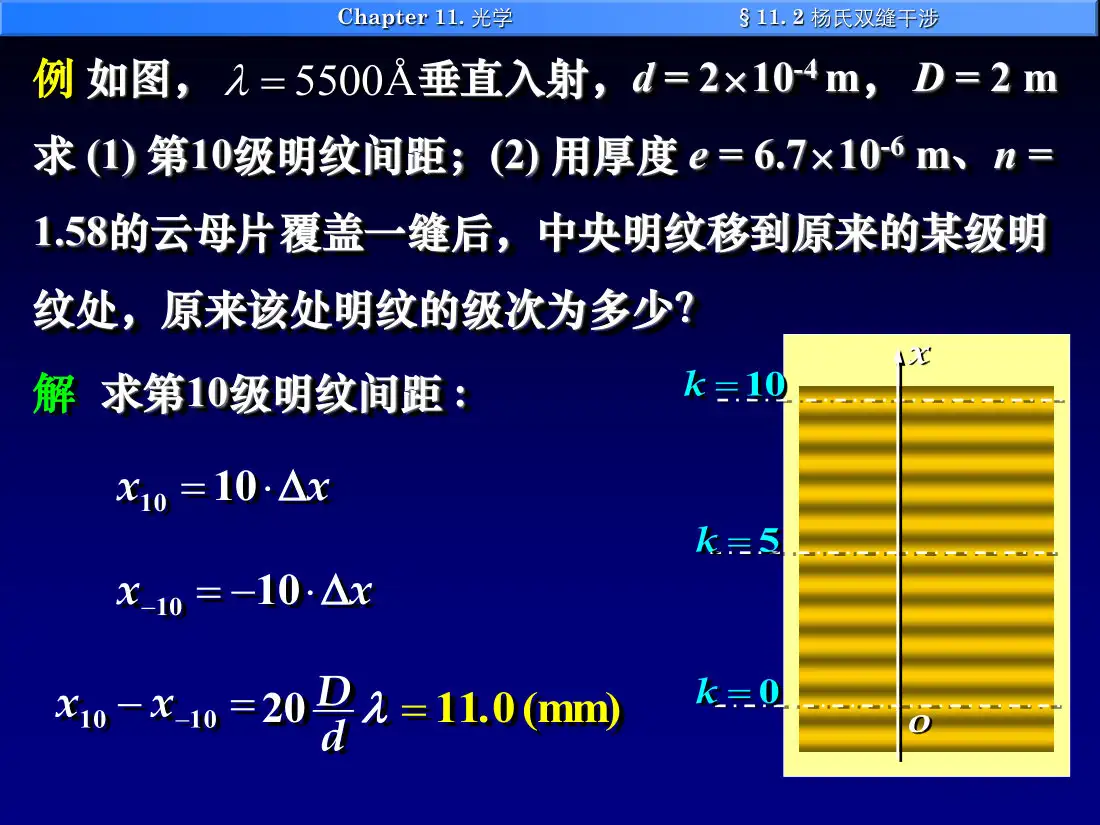 Chapter 11. 光学 §11. 2 杨氏双缝干涉
例 如图， λ = 5500Å垂直入射，d = 2×10⁻⁴ m， D = 2 m
求 (1) 第10级明纹间距；(2) 用厚度 e = 6.7×10⁻⁶ m、n =
1.58的云母片覆盖一缝后，中央明纹移到原来的某级明
纹处，原来该处明纹的级次为多少？
解 求第10级明纹间距：
x₁₀ = 10·Δx
x₋₁₀ = −10·Δx
x₁₀ − x₋₁₀ = 20 D/d λ = 11.0 (mm)
x
k = 10
k = 5
k = 0
o